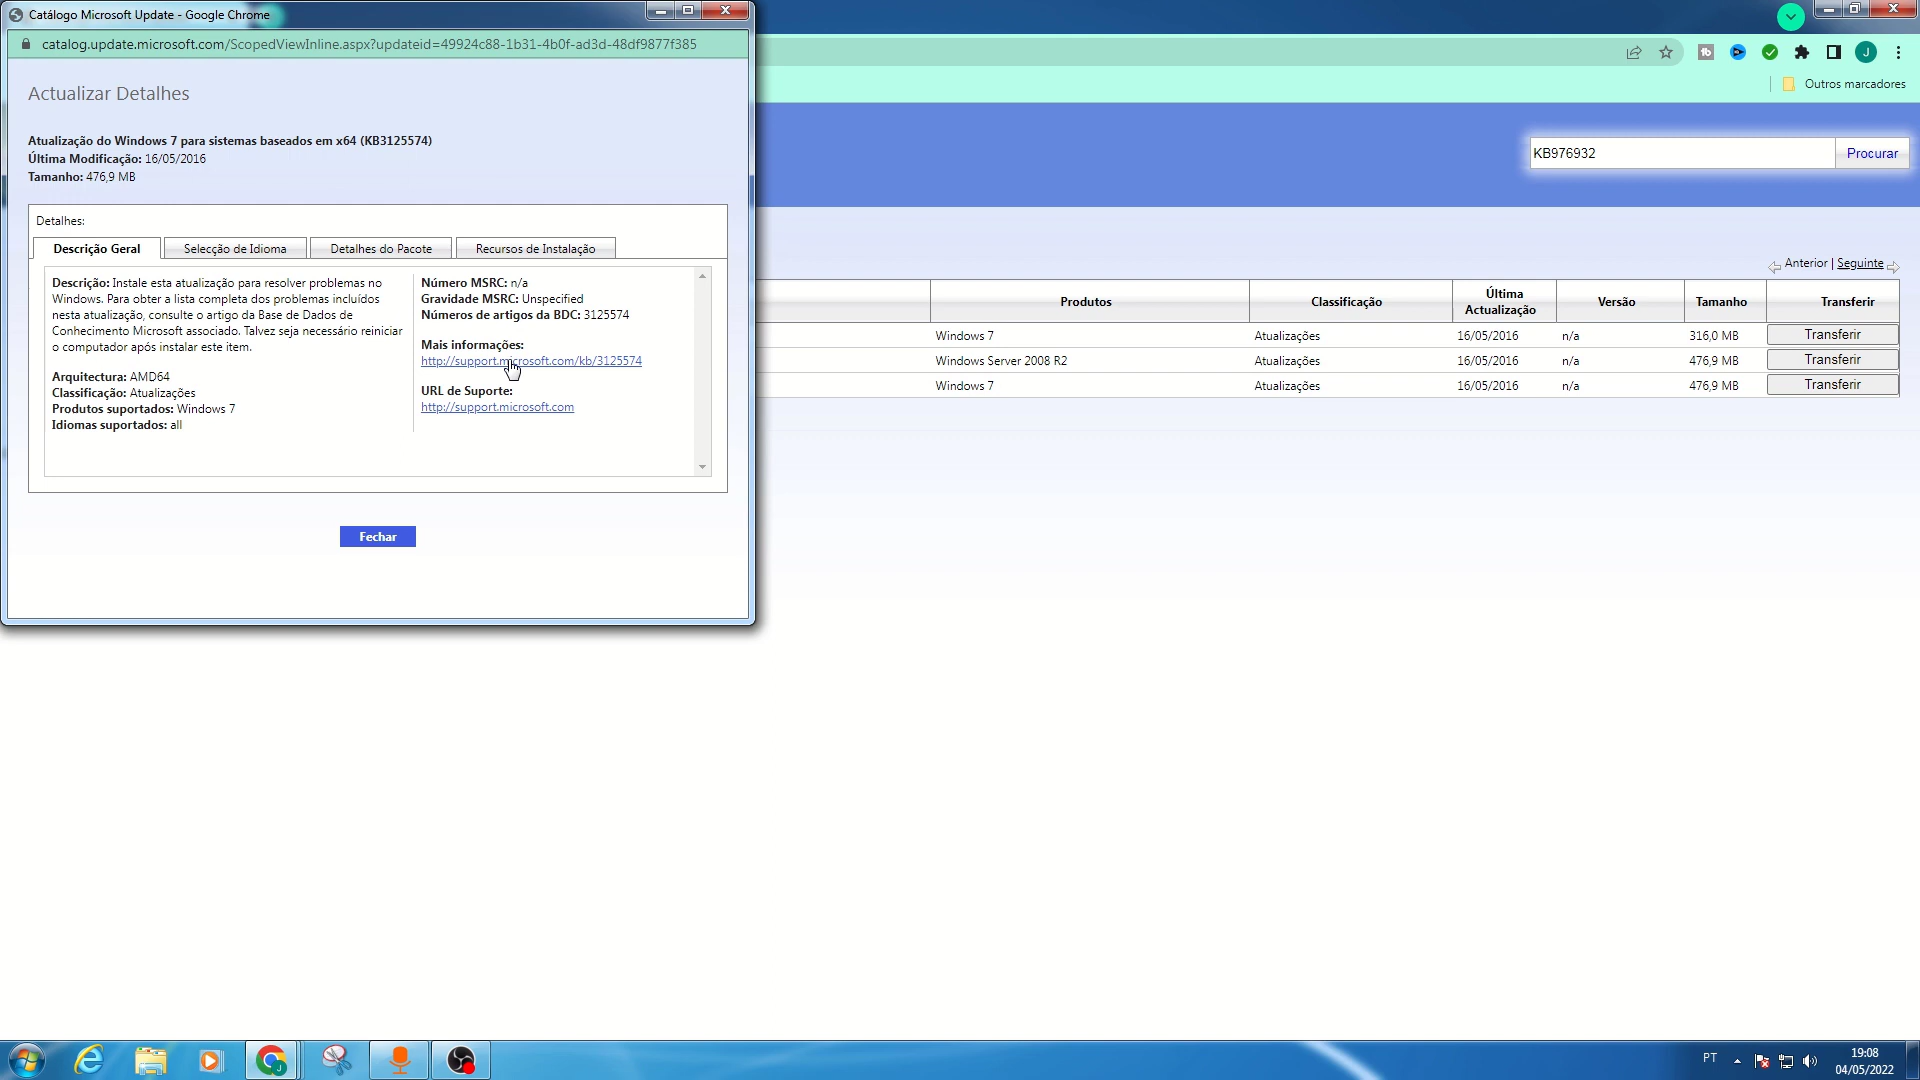 Catálogo Microsoft Update - Google Chrome
catalog.update.microsoft.com/ScopedViewInline.aspx?updateid=49924c88-1b31-4b0f-ad3d-48df9877f385
Actualizar Detalhes
Atualização do Windows 7 para sistemas baseados em x64 (KB3125574)
Última Modificação: 16/05/2016
Tamanho: 476,9 MB
Detalhes:
Descrição Geral
Selecção de Idioma
Detalhes do Pacote
Recursos de Instalação
Descrição: Instale esta atualização para resolver problemas no
Windows. Para obter a lista completa dos problemas incluídos
nesta atualização, consulte o artigo da Base de Dados de
Conhecimento Microsoft associado. Talvez seja necessário reiniciar
o computador após instalar este item.
Arquitetura: AMD64
Classificação: Atualizações
Produtos suportados: Windows 7
Idiomas suportados: all
Número MSRC: n/a
Gravidade MSRC: Unspecified
Números de artigos da BDC: 3125574
Mais informações:
http://support.microsoft.com/kb/3125574
URL de Suporte:
http://support.microsoft.com
Fechar
J
Outros marcadores
KB976932
Procurar
Anterior | Seguinte
Produtos Classificação Última Actualização Versão Tamanho Transferir
Windows 7 Atualizações 16/05/2016 n/a 316,0 MB Transferir
Windows Server 2008 R2 Atualizações 16/05/2016 n/a 476,9 MB Transferir
Windows 7 Atualizações 16/05/2016 n/a 476,9 MB Transferir
PT
19:08
04/05/2022